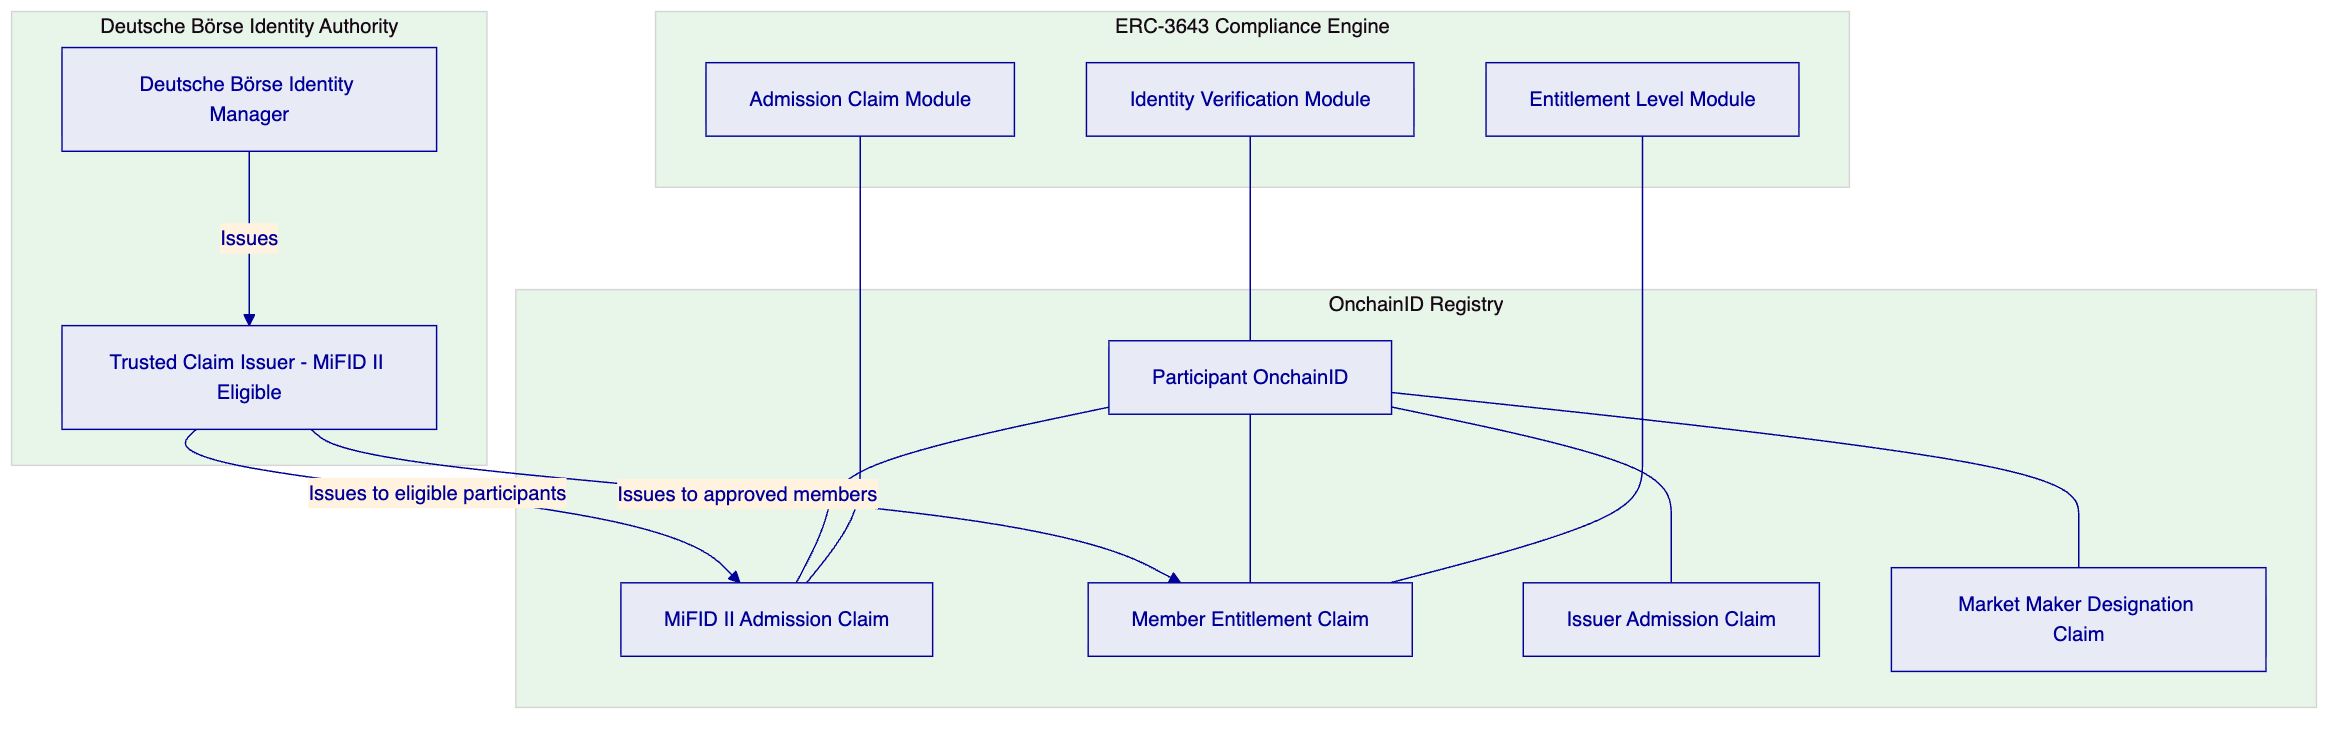 Deutsche Börse Identity Authority
Deutsche Börse Identity
Manager
Issues
Trusted Claim Issuer - MiFID II
Eligible
ERC-3643 Compliance Engine
Admission Claim Module
Identity Verification Module
Entitlement Level Module
OnchainID Registry
Participant OnchainID
Issues to eligible participants
Issues to approved members
MiFID II Admission Claim
Member Entitlement Claim
Issuer Admission Claim
Market Maker Designation
Claim